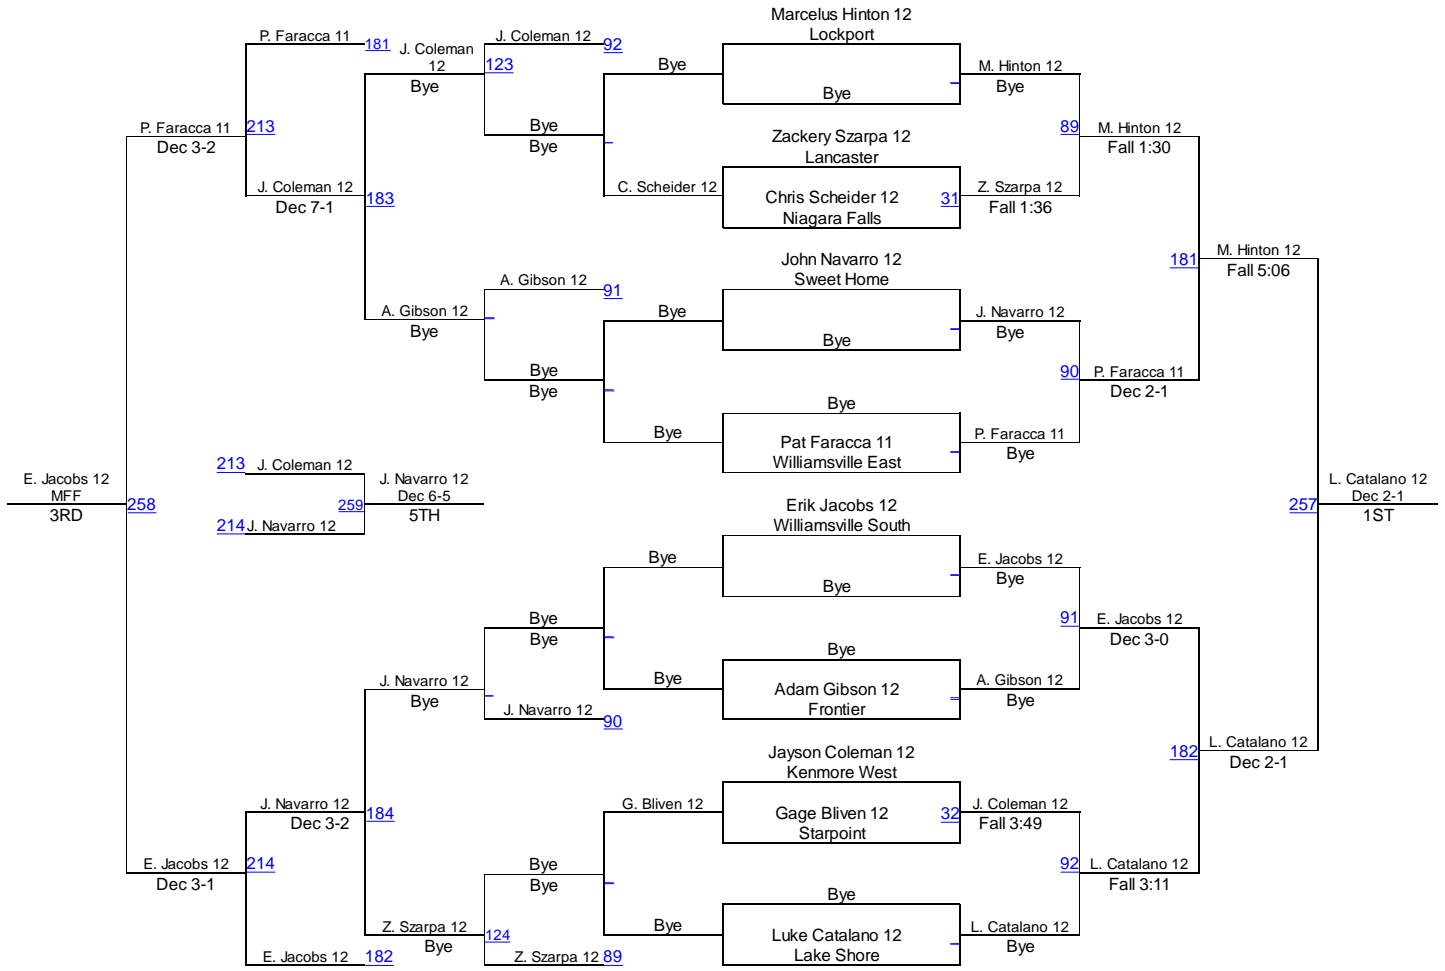 Marcelus Hinton 12
P. Faracca 11
181
J. Coleman
12
J. Coleman 12
92
Lockport
123
Bye
Bye
Bye
M. Hinton 12
Bye
P. Faracca 11
213
Dec 3-2
Bye
Bye
Zackery Szarpa 12
Lancaster
89
M. Hinton 12
Fall 1:30
J. Coleman 12
Dec 7-1
183
C. Scheider 12
Chris Scheider 12
Niagara Falls
31
Z. Szarpa 12
Fall 1:36
John Navarro 12
Sweet Home
181
M. Hinton 12
Fall 5:06
A. Gibson 12
91
A. Gibson 12
Bye
Bye
Bye
J. Navarro 12
Bye
Bye
Bye
90
P. Faracca 11
Dec 2-1
Bye
Bye
Pat Faracca 11
Williamsville East
P. Faracca 11
Bye
E. Jacobs 12
MFF
3RD
258
213
J. Coleman 12
214
J. Navarro 12
259
J. Navarro 12
Dec 6-5
5TH
Erik Jacobs 12
Williamsville South
257
L. Catalano 12
Dec 2-1
1ST
Bye
Bye
E. Jacobs 12
Bye
Bye
Bye
91
E. Jacobs 12
Dec 3-0
Bye
J. Navarro 12
Bye
Bye
Adam Gibson 12
Frontier
A. Gibson 12
Bye
J. Navarro 12
90
Jayson Coleman 12
Kenmore West
182
L. Catalano 12
Dec 2-1
J. Navarro 12
Dec 3-2
184
G. Bliven 12
Gage Bliven 12
Starpoint
32
J. Coleman 12
Fall 3:49
E. Jacobs 12
Dec 3-1
214
Bye
Bye
92
L. Catalano 12
Fall 3:11
Bye
Z. Szarpa 12
Bye
124
Bye
Luke Catalano 12
Lake Shore
L. Catalano 12
Bye
E. Jacobs 12
182
Z. Szarpa 12
89